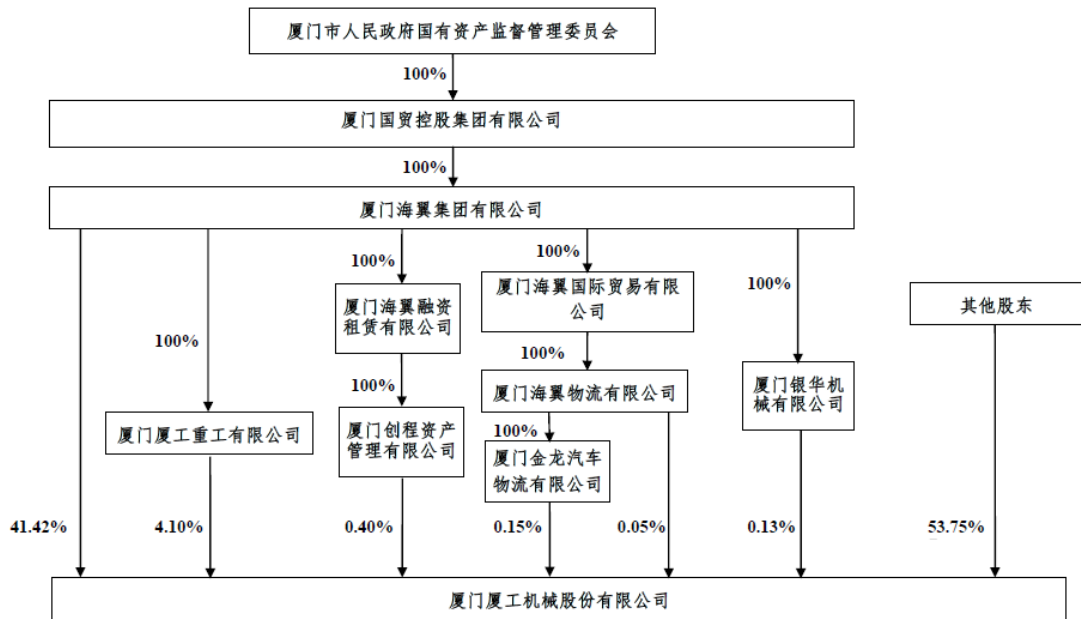 厦门市人民政府国有资产监督管理委员会
100%
厦门国贸控股集团有限公司
100%
厦门海翼集团有限公司
100%
100%
厦门海翼国际贸易有限
公司
100%
厦门海翼融资
租赁有限公司
其他股东
100%
100%
100%
厦门海翼物流有限公司
厦门银华机
械有限公司
厦门厦工重工有限公司
厦门创程资产
管理有限公司
100%
厦门金龙汽车
物流有限公司
41.42%
4.10%
0.40%
0.15%
0.05%
0.13%
53.75%
厦门厦工机械股份有限公司